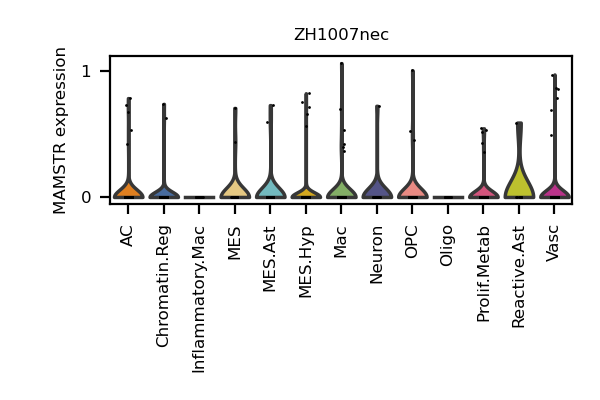 ZH1007nec
MAMSTR expression
1
0
AC
Chromatin.Reg
Inflammatory.Mac
MES
MES.Ast
MES.Hyp
Mac
Neuron
OPC
Oligo
Prolif.Metab
Reactive.Ast
Vasc